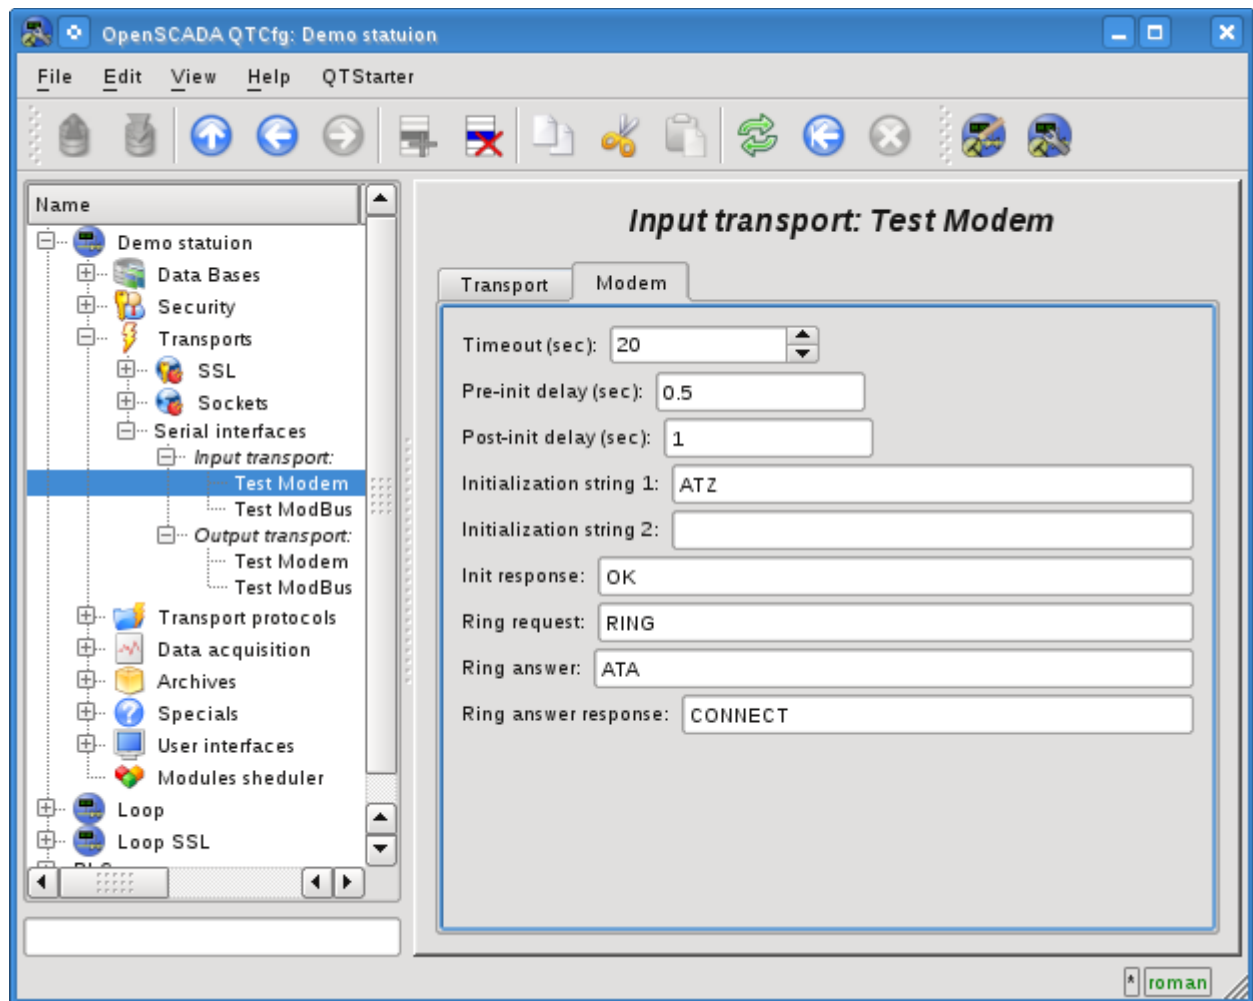 OpenSCADA QTCfg: Demo statuion
File Edit View Help QTStarter
Name
Demo statuion
Data Bases
Security
Transports
SSL
Sockets
Serial interfaces
Input transport:
Test Modem
Test ModBus
Output transport:
Test Modem
Test ModBus
Transport protocols
Data acquisition
Archives
Specials
User interfaces
Modules sheduler
Loop
Loop SSL
Input transport: Test Modem
Transport Modem
Timeout (sec): 20
Pre-init delay (sec): 0.5
Post-init delay (sec): 1
Initialization string 1: ATZ
Initialization string 2:
Init response: OK
Ring request: RING
Ring answer: ATA
Ring answer response: CONNECT
* roman